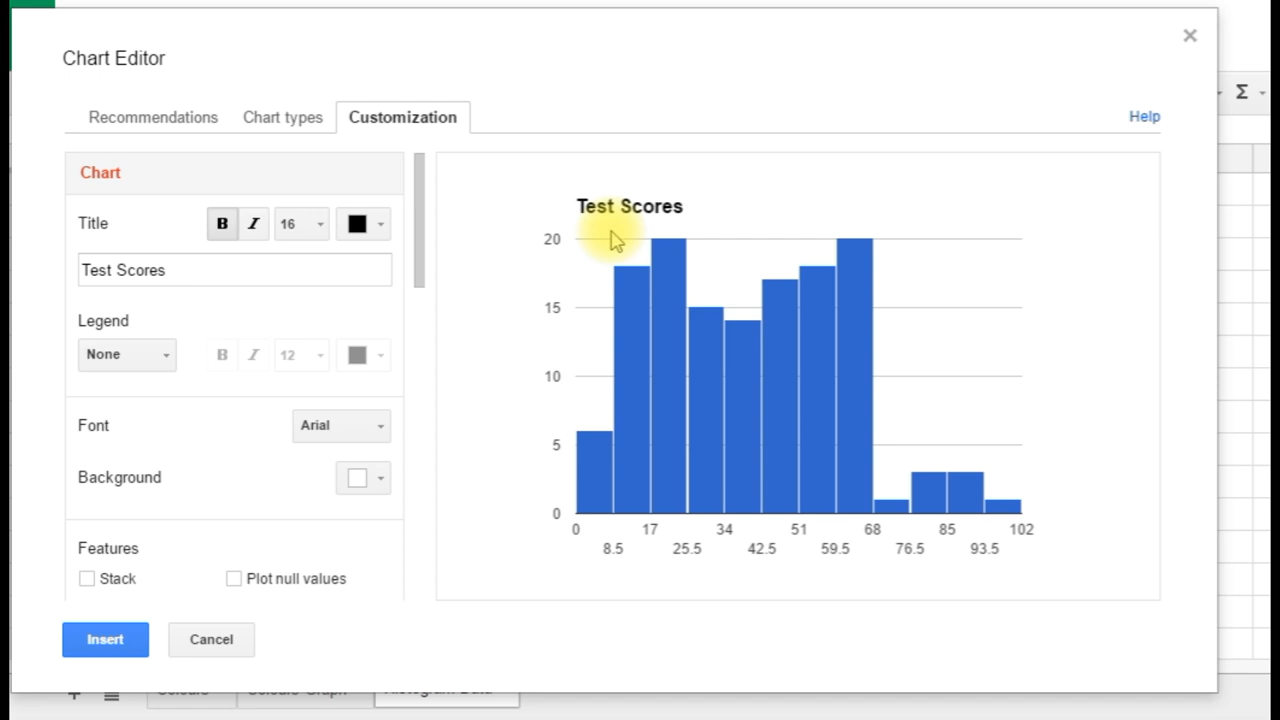 Σ
Chart Editor
×
Recommendations Chart types Customization Help
Chart
Title B I 16
Test Scores
Legend
None B I 12
Font Arial
Background
Features
Stack Plot null values
Test Scores
20
15
10
5
0
0 17 34 51 68 85 102
8.5 25.5 42.5 59.5 76.5 93.5
Insert Cancel